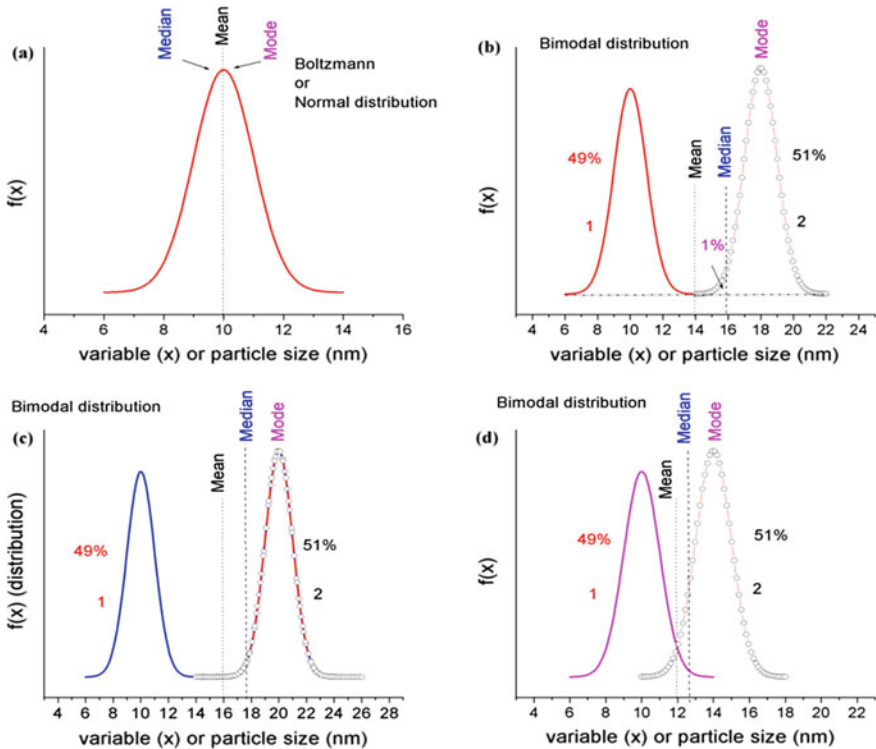 (a)
Median
Mean
Mode
Boltzmann
or
Normal distribution
f(x)
4 6 8 10 12 14 16
variable (x) or particle size (nm)
(b)
Bimodal distribution
Mode
Median
Mean
49%
51%
1
2
1%
f(x)
4 6 8 10 12 14 16 18 20 22 24
variable (x) or particle size (nm)
Bimodal distribution
(c)
Median
Mode
Mean
49%
51%
1
2
f(x) (distribution)
4 6 8 10 12 14 16 18 20 22 24 26 28
variable (x) or particle size (nm)
Bimodal distribution
(d)
Median
Mode
Mean
49%
51%
1
2
f(x)
4 6 8 10 12 14 16 18 20 22
variable (x) or particle size (nm)